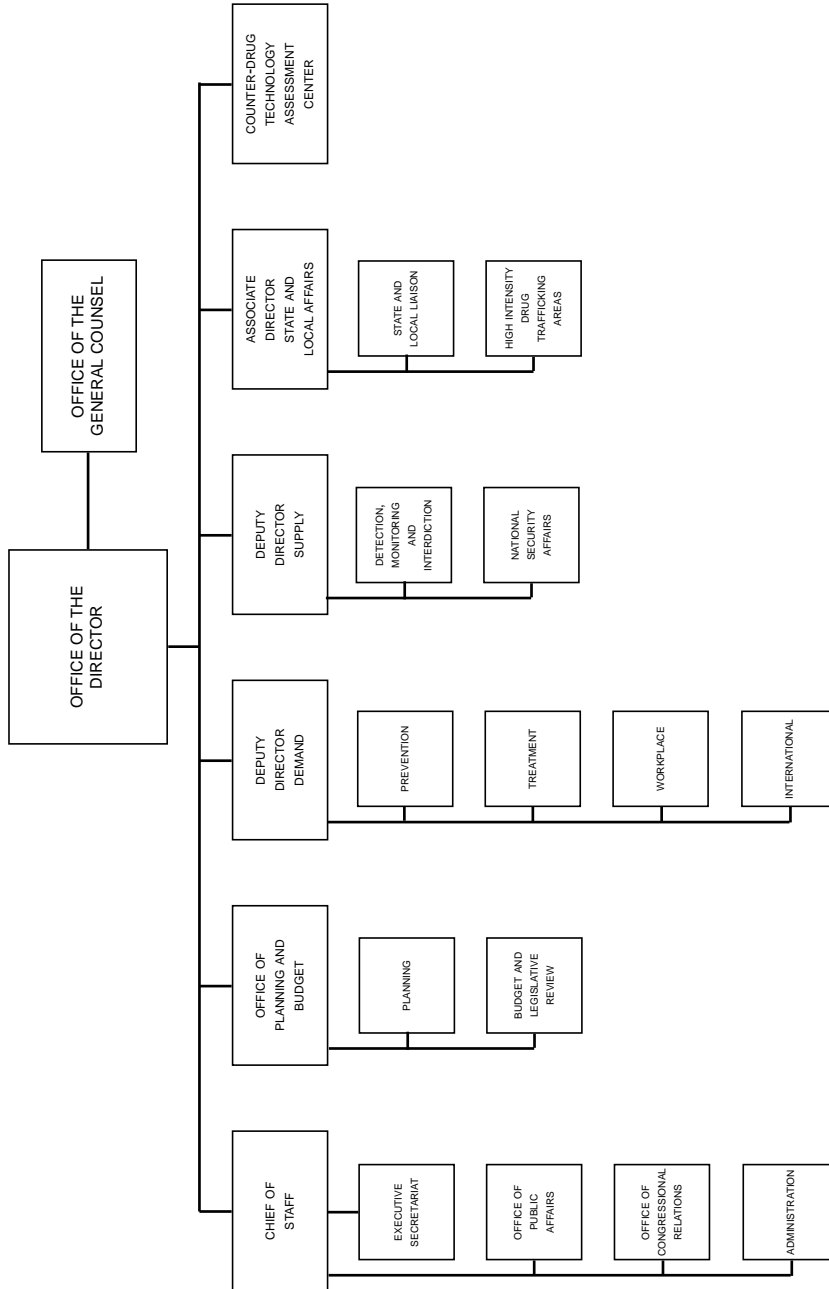 OFFICE OF THE
DIRECTOR
OFFICE OF THE
GENERAL COUNSEL
CHIEF OF
STAFF
OFFICE OF
PLANNING AND
BUDGET
DEPUTY
DIRECTOR
DEMAND
DEPUTY
DIRECTOR
SUPPLY
ASSOCIATE
DIRECTOR
STATE AND
LOCAL AFFAIRS
COUNTER-DRUG
TECHNOLOGY
ASSESSMENT
CENTER
EXECUTIVE
SECRETARIAT
OFFICE OF
PUBLIC
AFFAIRS
OFFICE OF
CONGRESSIONAL
RELATIONS
ADMINISTRATION
PLANNING
BUDGET AND
LEGISLATIVE
REVIEW
PREVENTION
TREATMENT
WORKPLACE
INTERNATIONAL
DETECTION,
MONITORING
AND
INTERDICTION
NATIONAL
SECURITY
AFFAIRS
STATE AND
LOCAL LIAISON
HIGH INTENSITY
DRUG
TRAFFICKING
AREAS